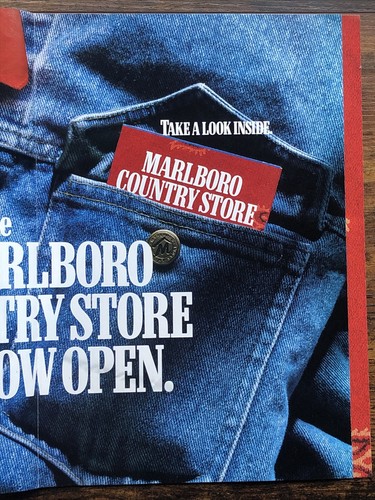 TAKE A LOOK INSIDE.
MARLBORO
COUNTRY STORE
e
RLBORO
TRY STORE
OW OPEN.